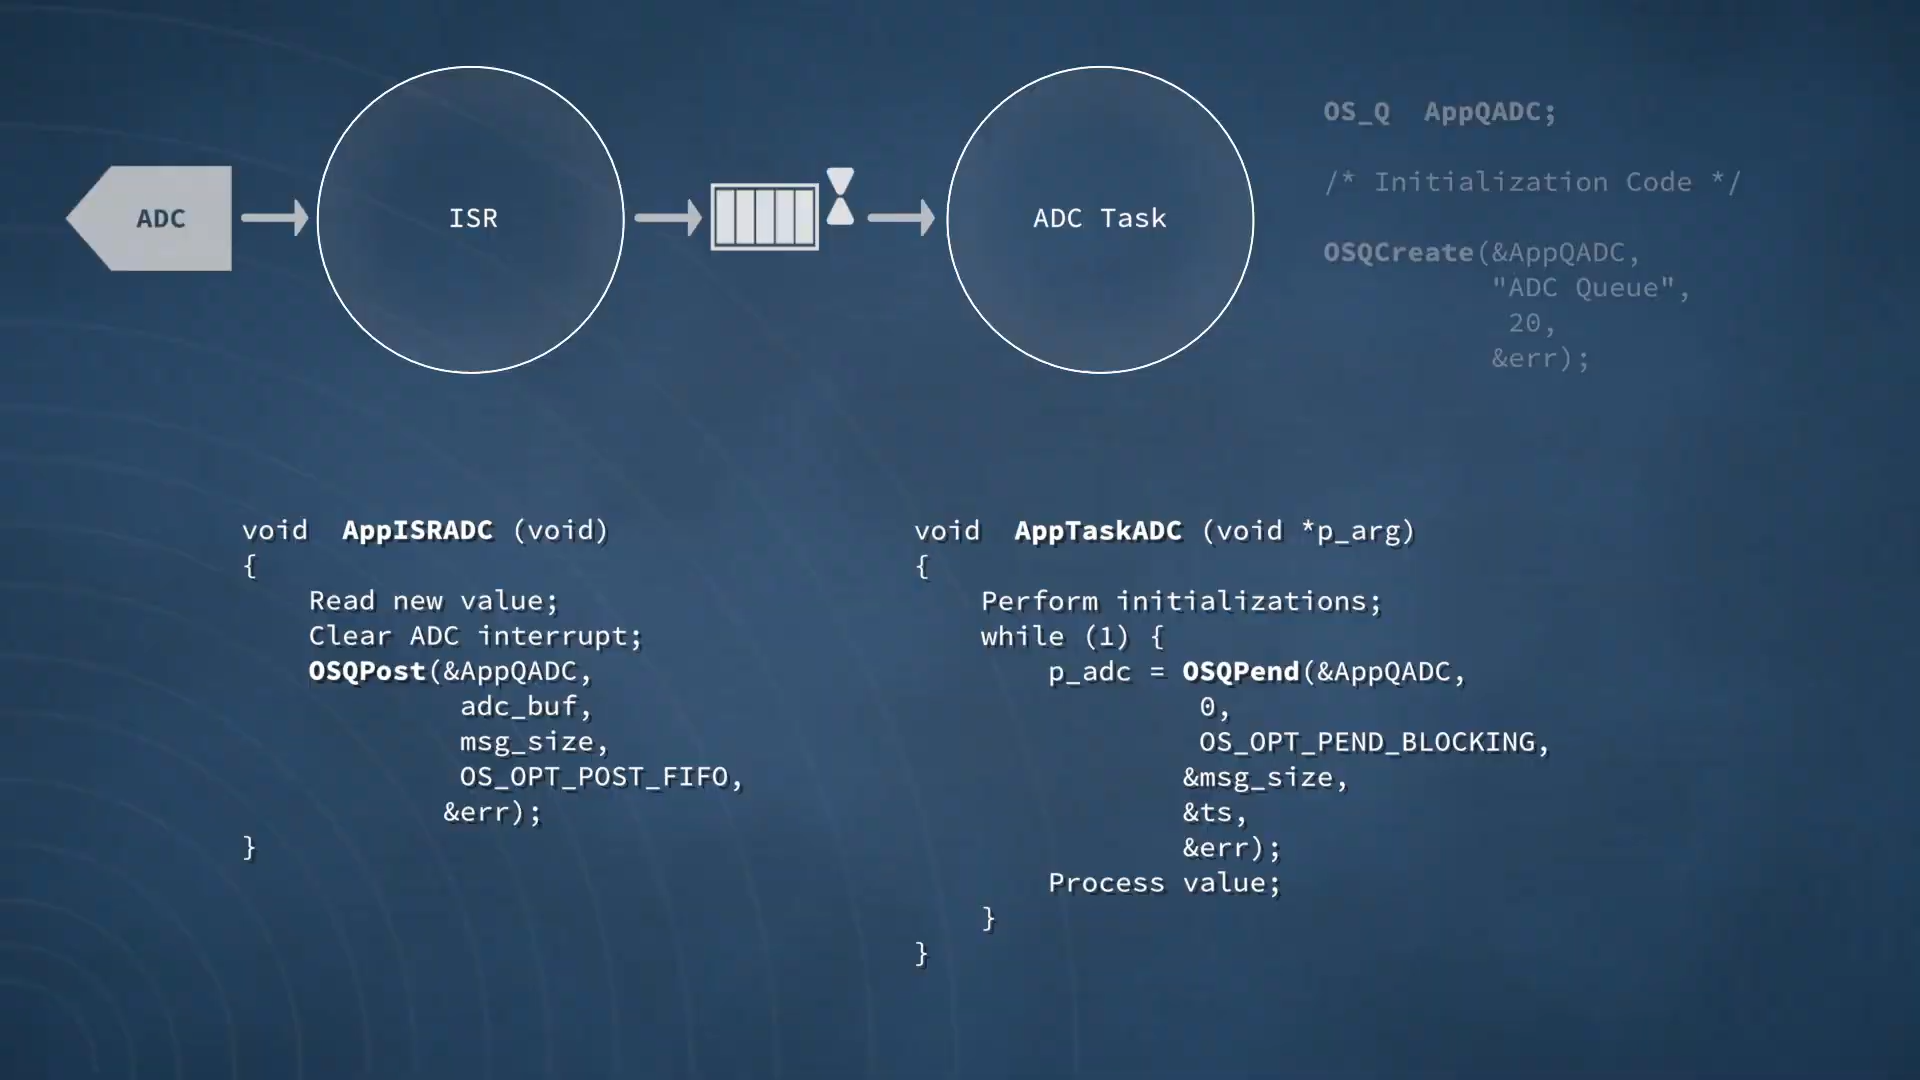 ADC
ISR
ADC Task
OS_Q  AppQADC;
/* Initialization Code */
OSQCreate(&AppQADC,
"ADC Queue",
20,
&err);
void  AppISRADC (void)
{
Read new value;
Clear ADC interrupt;
OSQPost(&AppQADC,
adc_buf,
msg_size,
OS_OPT_POST_FIFO,
&err);
}
void  AppTaskADC (void *p_arg)
{
Perform initializations;
while (1) {
p_adc = OSQPend(&AppQADC,
0,
OS_OPT_PEND_BLOCKING,
&msg_size,
&ts,
&err);
Process value;
}
}